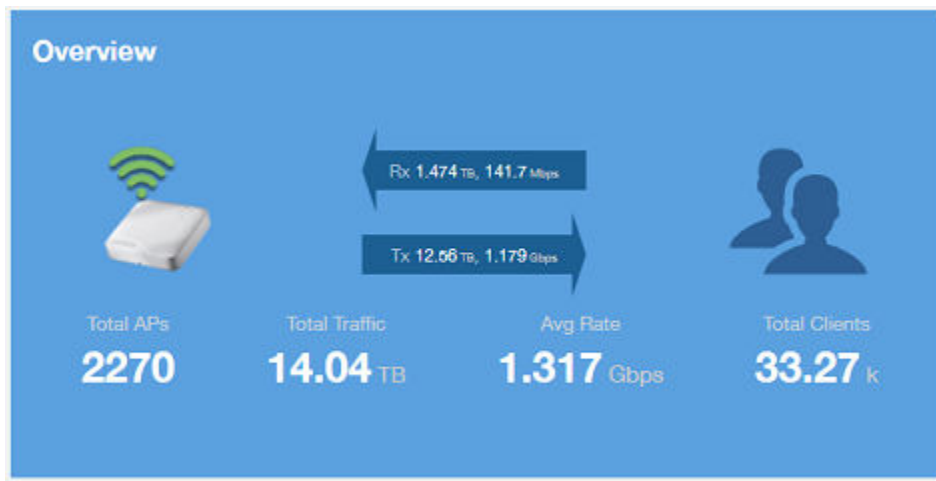 Overview
Rx 1.474 TB, 141.7 Mbps
Tx 12.56 TB, 1.179 Gbps
Total APs
Total Traffic
Avg Rate
Total Clients
2270
14.04 TB
1.317 Gbps
33.27 k